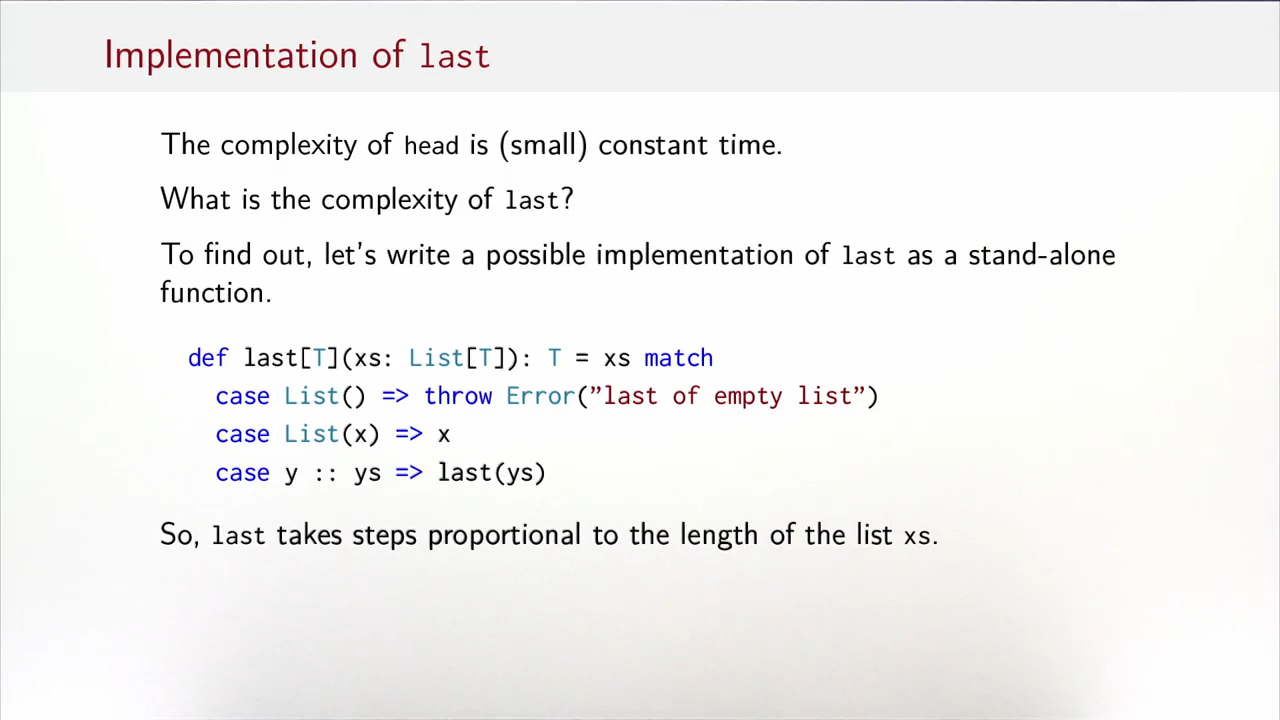 Implementation of last
The complexity of head is (small) constant time.
What is the complexity of last?
To find out, let's write a possible implementation of last as a stand-alone
function.
def last[T](xs: List[T]): T = xs match
case List() => throw Error(”last of empty list”)
case List(x) => x
case y :: ys => last(ys)
So, last takes steps proportional to the length of the list xs.